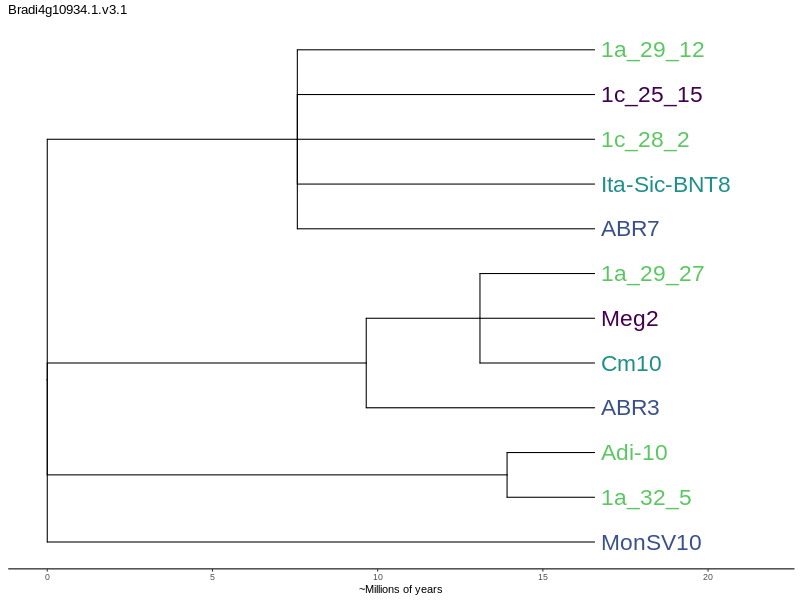 Bradi4g10934.1.v3.1
1a_29_12
1c_25_15
1c_28_2
Ita-Sic-BNT8
ABR7
1a_29_27
Meg2
Cm10
ABR3
Adi-10
1a_32_5
MonSV10
0 5 10 15 20
~Millions of years